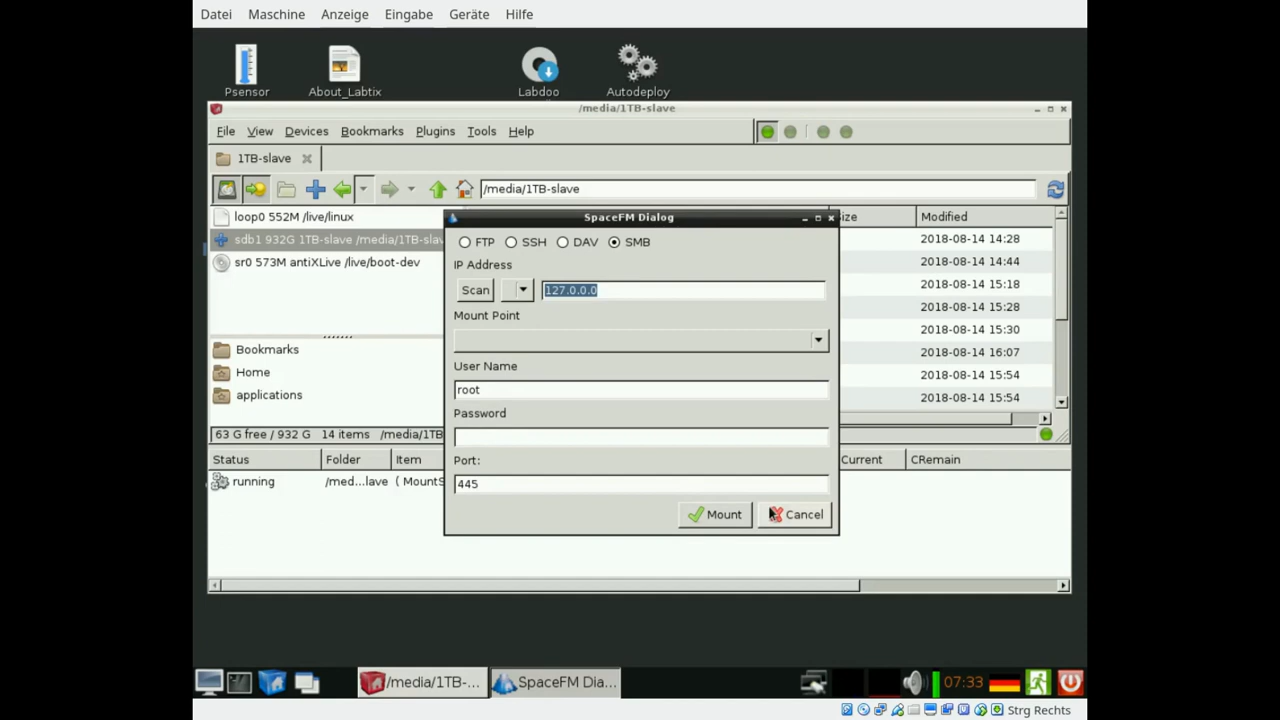 Datei Maschine Anzeige Eingabe Geräte Hilfe
Psensor About_Labtix Labdoo Autodeploy
/media/1TB-slave
File View Devices Bookmarks Plugins Tools Help
1TB-slave
/media/1TB-slave
loop0 552M /live/linux
sdb1 932G 1TB-slave /media/1TB-slav
sr0 573M antiXLive /live/boot-dev
Bookmarks
Home
applications
Size Modified
2018-08-14 14:28
2018-08-14 14:44
2018-08-14 15:18
2018-08-14 15:28
2018-08-14 15:30
2018-08-14 16:07
2018-08-14 15:54
2018-08-14 15:54
SpaceFM Dialog
FTP SSH DAV SMB
IP Address
Scan 127.0.0.0
Mount Point
User Name
root
Password
Port:
445
Mount Cancel
63 G free / 932 G 14 items /media/1TB
Status Folder Item Current CRemain
running /med...lave ( MountS
/media/1TB-... SpaceFM Dia... 07:33
Strg Rechts